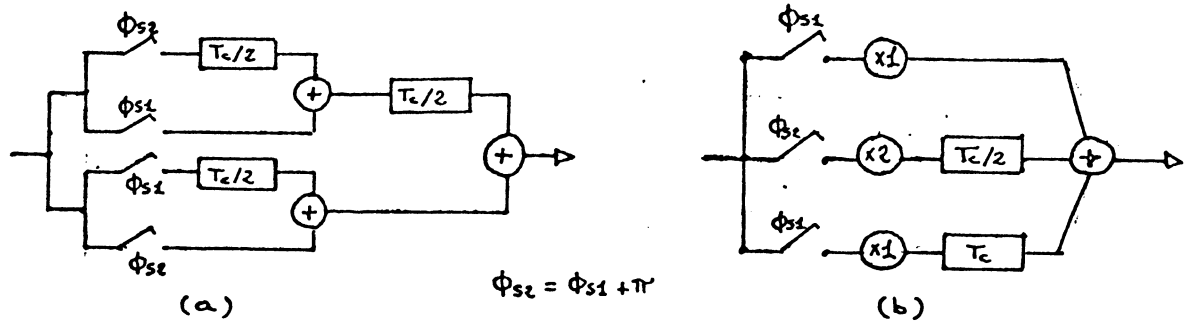 ΦS2
Tc/2
+
Tc/2
ΦS1
+
ΦS1
Tc/2
+
ΦS2
(a)
ΦS2 = ΦS1 + π
ΦS1
x1
ΦS2
x2
Tc/2
+
ΦS1
x1
Tc
(b)